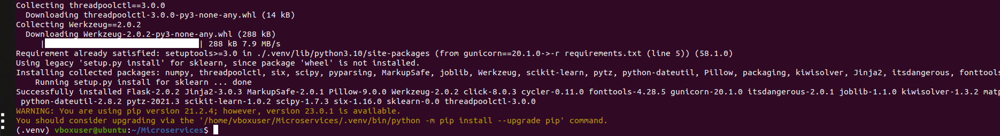 Collecting threadpoolctl==3.0.0
  Downloading threadpoolctl-3.0.0-py3-none-any.whl (14 kB)
Collecting Werkzeug==2.0.2
  Downloading Werkzeug-2.0.2-py3-none-any.whl (288 kB)
     |████████████████████████████████| 288 kB 7.9 MB/s
Requirement already satisfied: setuptools>=3.0 in ./.venv/lib/python3.10/site-packages (from gunicorn==20.1.0->-r requirements.txt (line 5)) (58.1.0)
Using legacy 'setup.py install' for sklearn, since package 'wheel' is not installed.
Installing collected packages: numpy, threadpoolctl, six, scipy, pyparsing, MarkupSafe, joblib, Werkzeug, scikit-learn, pytz, python-dateutil, Pillow, packaging, kiwisolver, Jinja2, itsdangerous, fonttools
    Running setup.py install for sklearn ... done
Successfully installed Flask-2.0.2 Jinja2-3.0.3 MarkupSafe-2.0.1 Pillow-9.0.0 Werkzeug-2.0.2 click-8.0.3 cycler-0.11.0 fonttools-4.28.5 gunicorn-20.1.0 itsdangerous-2.0.1 joblib-1.1.0 kiwisolver-1.3.2 matp
 python-dateutil-2.8.2 pytz-2021.3 scikit-learn-1.0.2 scipy-1.7.3 six-1.16.0 sklearn-0.0 threadpoolctl-3.0.0
WARNING: You are using pip version 21.2.4; however, version 23.0.1 is available.
You should consider upgrading via the '/home/vboxuser/Microservices/.venv/bin/python -m pip install --upgrade pip' command.
(.venv) vboxuser@ubuntu:~/Microservices$